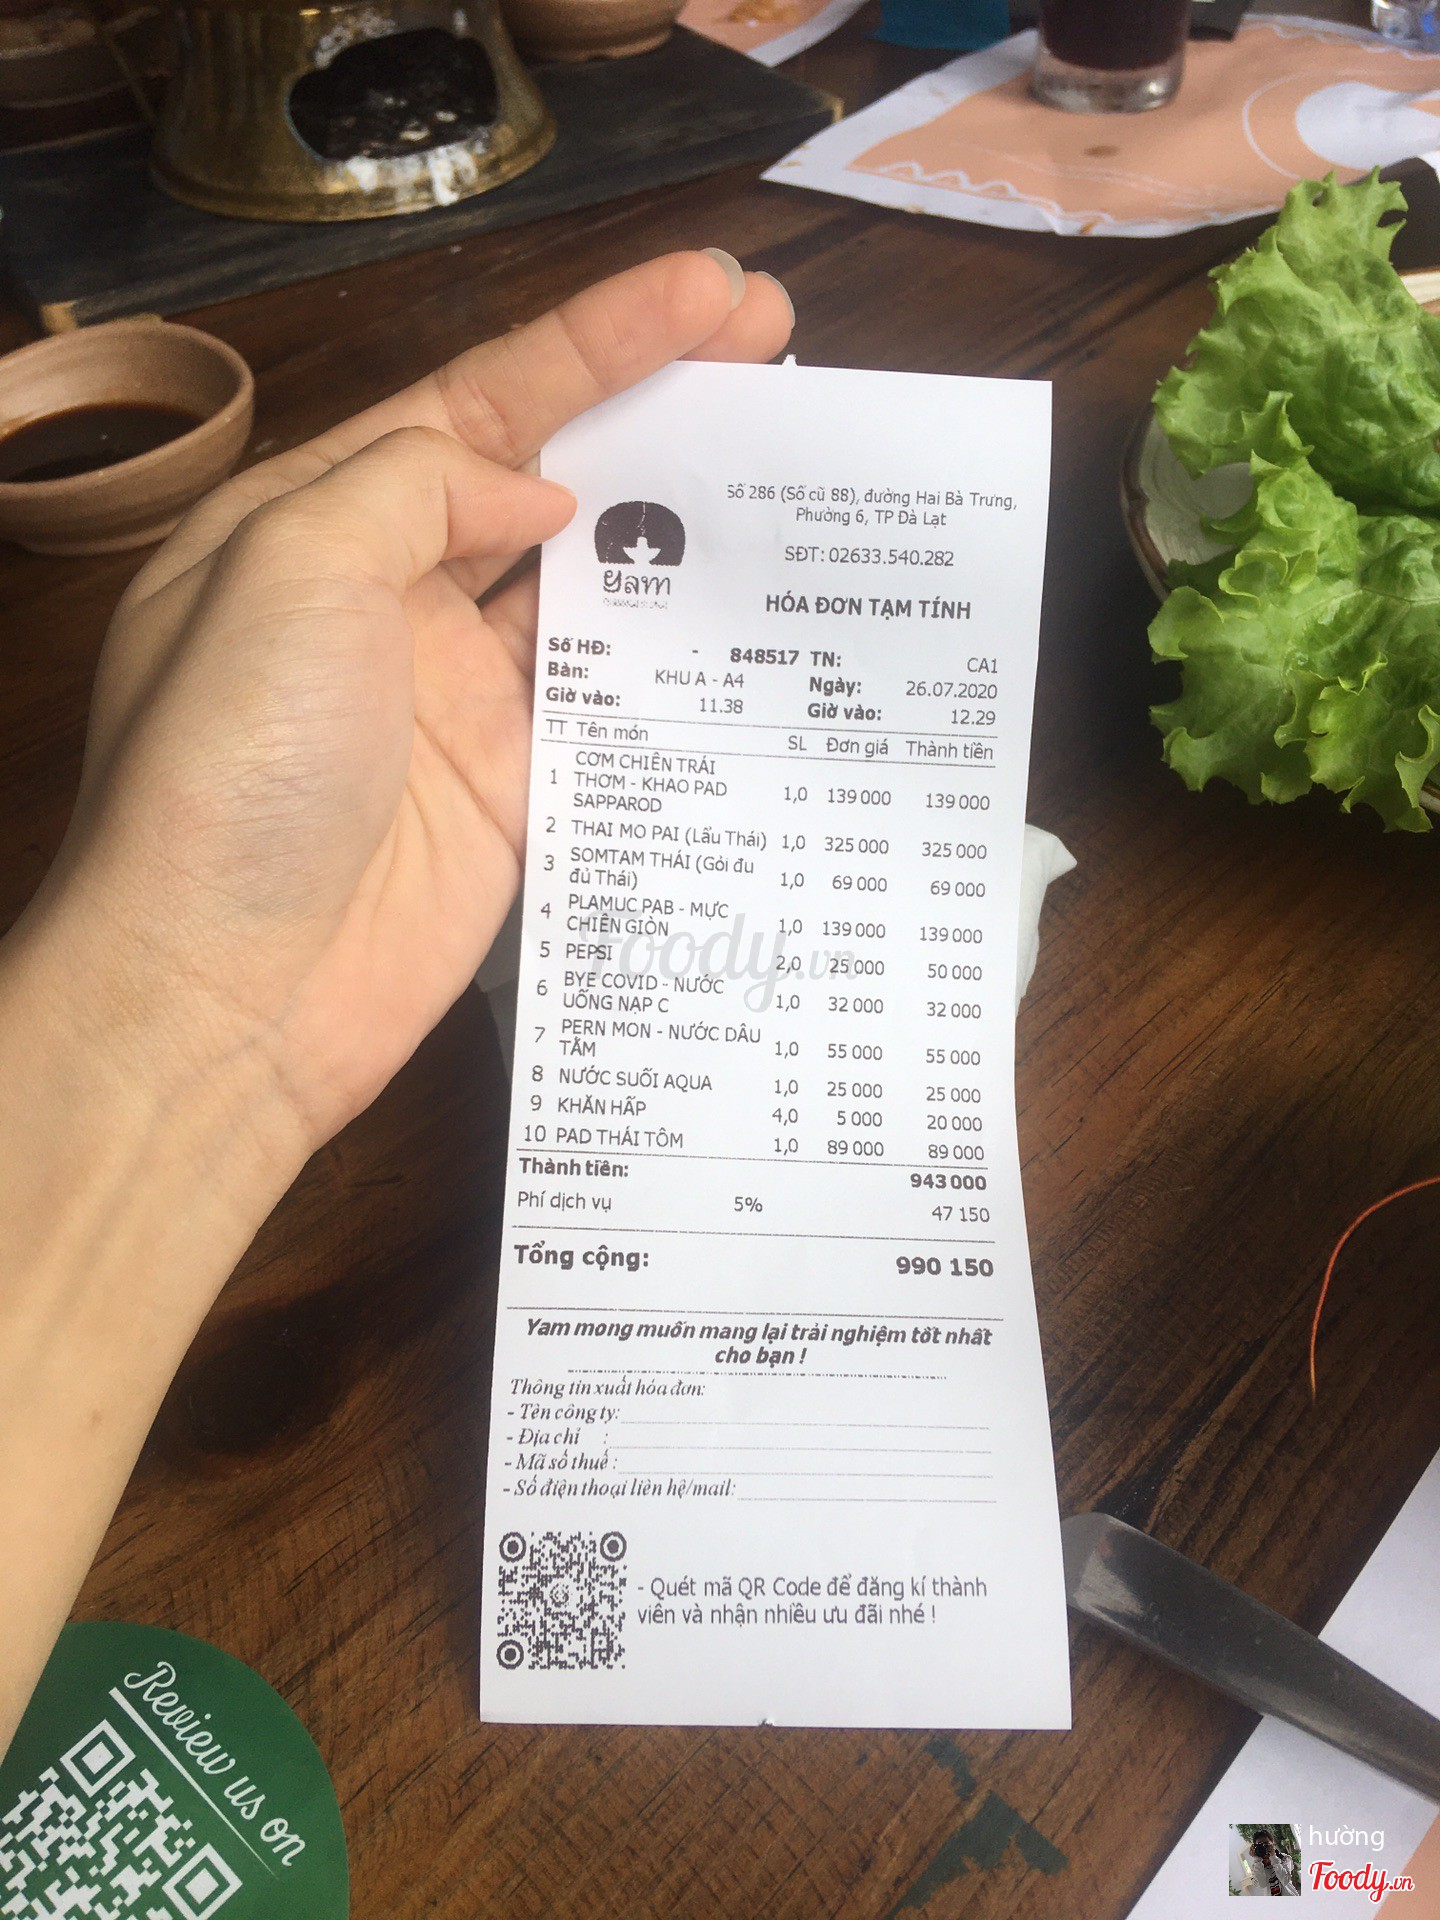 Số 286 (Số cũ 88), đường Hai Bà Trưng,
Phường 6, TP Đà Lạt
SĐT: 02633.540.282
yam
HÓA ĐƠN TẠM TÍNH
Số HĐ: - 848517 TN: CA1
Bàn: KHU A - A4 Ngày: 26.07.2020
Giờ vào: 11.38 Giờ vào: 12.29
TT Tên món SL Đơn giá Thành tiền
CƠM CHIÊN TRÁI
1 THƠM - KHAO PAD 1,0 139 000 139 000
SAPPAROD
2 THAI MO PAI (Lẩu Thái) 1,0 325 000 325 000
3 SOMTAM THÁI (Gỏi đu
đủ Thái) 1,0 69 000 69 000
4 PLAMUC PAB - MỰC
CHIÊN GIÒN 1,0 139 000 139 000
5 PEPSI 2,0 25 000 50 000
6 BYE COVID - NƯỚC
UỐNG NẠP C 1,0 32 000 32 000
7 PERN MON - NƯỚC DÂU
TẰM 1,0 55 000 55 000
8 NƯỚC SUỐI AQUA 1,0 25 000 25 000
9 KHĂN HẤP 4,0 5 000 20 000
10 PAD THÁI TÔM 1,0 89 000 89 000
Thành tiền: 943 000
Phí dịch vụ 5% 47 150
Tổng cộng: 990 150
Yam mong muốn mang lại trải nghiệm tốt nhất
cho bạn !
Thông tin xuất hóa đơn:
- Tên công ty:
- Địa chỉ :
- Mã số thuế :
- Số điện thoại liên hệ/mail:
- Quét mã QR Code để đăng kí thành
viên và nhận nhiều ưu đãi nhé !
Foody.vn
Review us on
hường
Foody.vn